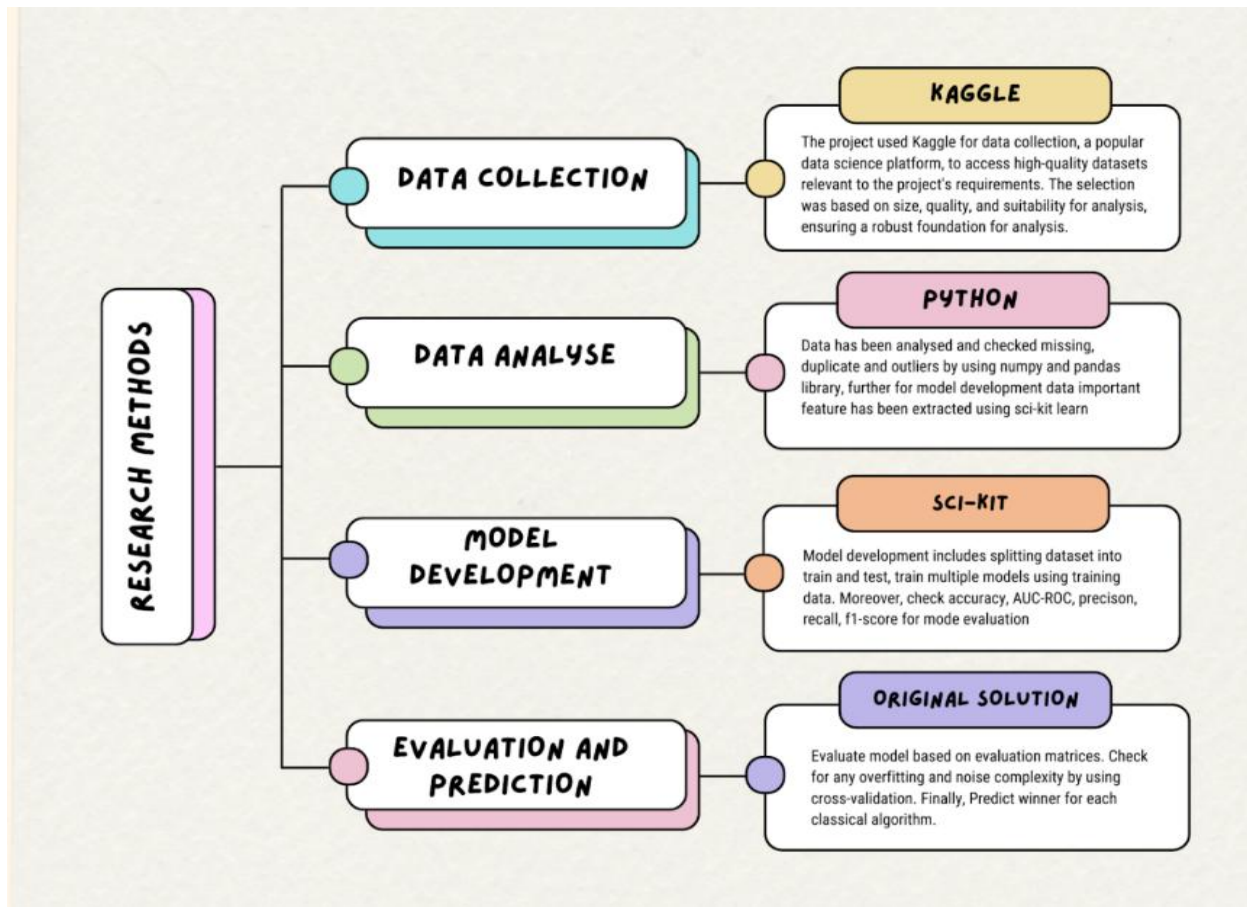 RESEARCH METHODS
DATA COLLECTION
KAGGLE
The project used Kaggle for data collection, a popular
data science platform, to access high-quality datasets
relevant to the project's requirements. The selection
was based on size, quality, and suitability for analysis,
ensuring a robust foundation for analysis.
DATA ANALYSE
PYTHON
Data has been analysed and checked missing,
duplicate and outliers by using numpy and pandas
library, further for model development data important
feature has been extracted using sci-kit learn
MODEL
DEVELOPMENT
SCI-KIT
Model development includes splitting dataset into
train and test, train multiple models using training
data. Moreover, check accuracy, AUC-ROC, precison,
recall, f1-score for mode evaluation
EVALUATION AND
PREDICTION
ORIGINAL SOLUTION
Evaluate model based on evaluation matrices. Check
for any overfitting and noise complexity by using
cross-validation. Finally, Predict winner for each
classical algorithm.